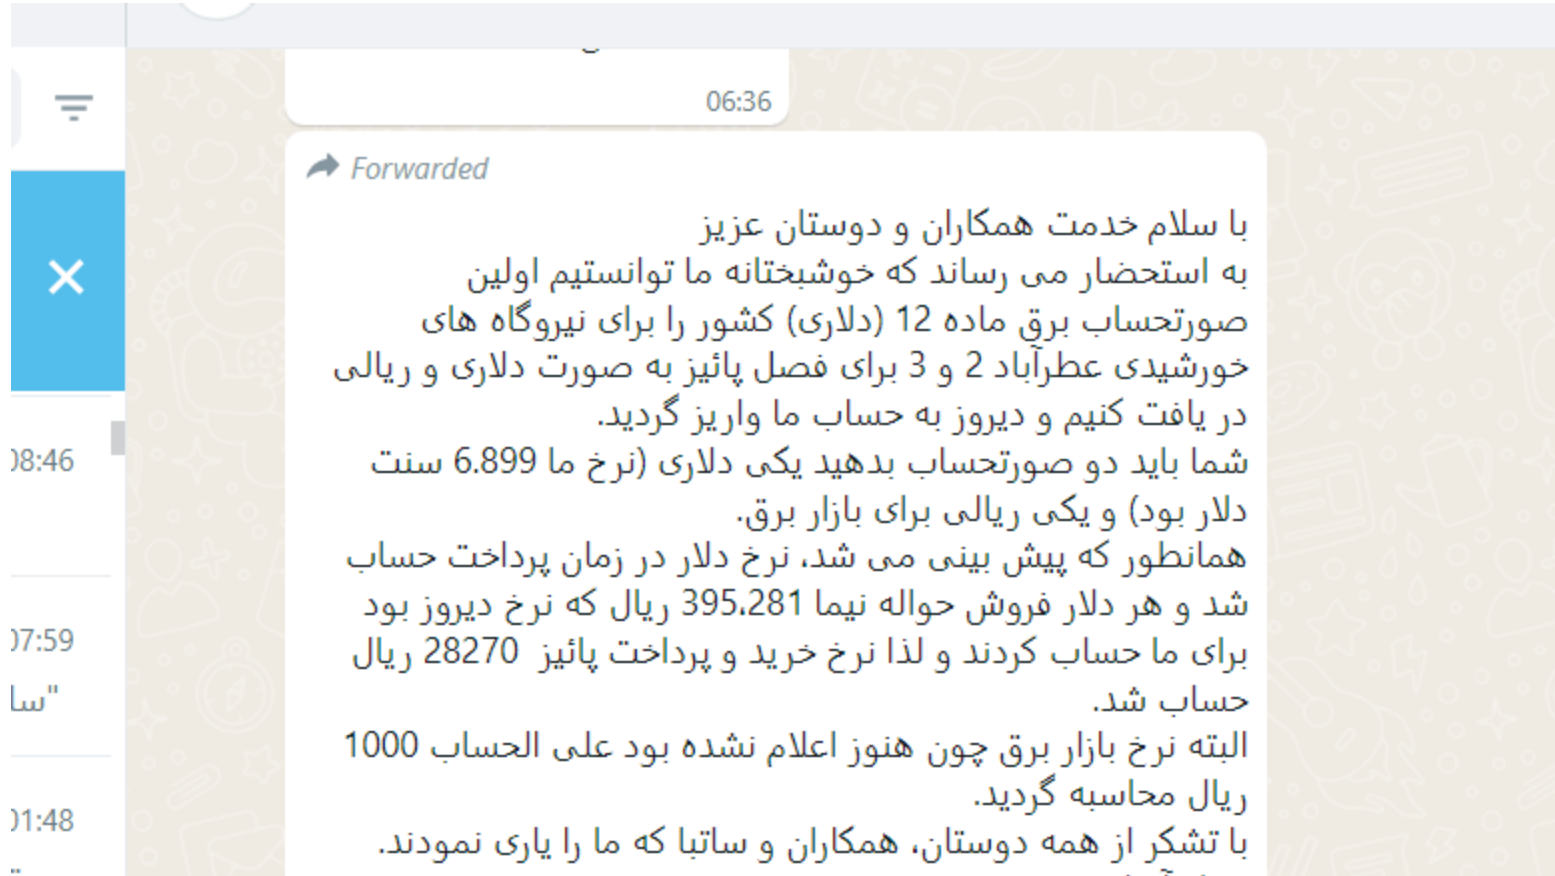 06:36
Forwarded
با سلام خدمت همکاران و دوستان عزیز
به استحضار می رساند که خوشبختانه ما توانستیم اولین
صورتحساب برق ماده 12 (دلاری) کشور را برای نیروگاه های
خورشیدی عطرآباد 2 و 3 برای فصل پائیز به صورت دلاری و ریالی
در یافت کنیم و دیروز به حساب ما واریز گردید.
شما باید دو صورتحساب بدهید یکی دلاری (نرخ ما 6.899 سنت
دلار بود) و یکی ریالی برای بازار برق.
همانطور که پیش بینی می شد، نرخ دلار در زمان پرداخت حساب
شد و هر دلار فروش حواله نیما 395،281 ریال که نرخ دیروز بود
برای ما حساب کردند و لذا نرخ خرید و پرداخت پائیز  28270 ریال
حساب شد.
البته نرخ بازار برق چون هنوز اعلام نشده بود علی الحساب 1000
ریال محاسبه گردید.
با تشکر از همه دوستان، همکاران و ساتبا که ما را یاری نمودند.
08:46
07:59
01:48